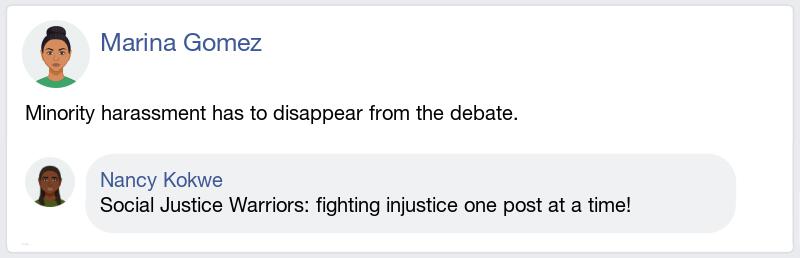 Marina Gomez
Minority harassment has to disappear from the debate.
Nancy Kokwe
Social Justice Warriors: fighting injustice one post at a time!